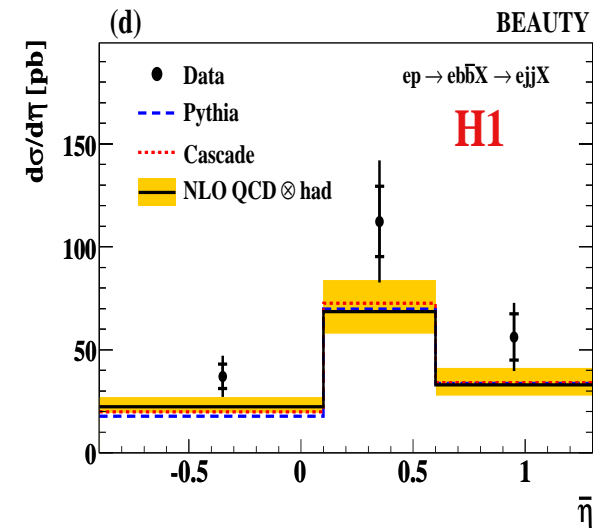 (d) BEAUTY
dσ/dη [pb]
Data
Pythia
Cascade
NLO QCD ⊗ had
ep → ebb̄X → ejjX
H1
150
100
50
0
-0.5 0 0.5 1
η̄